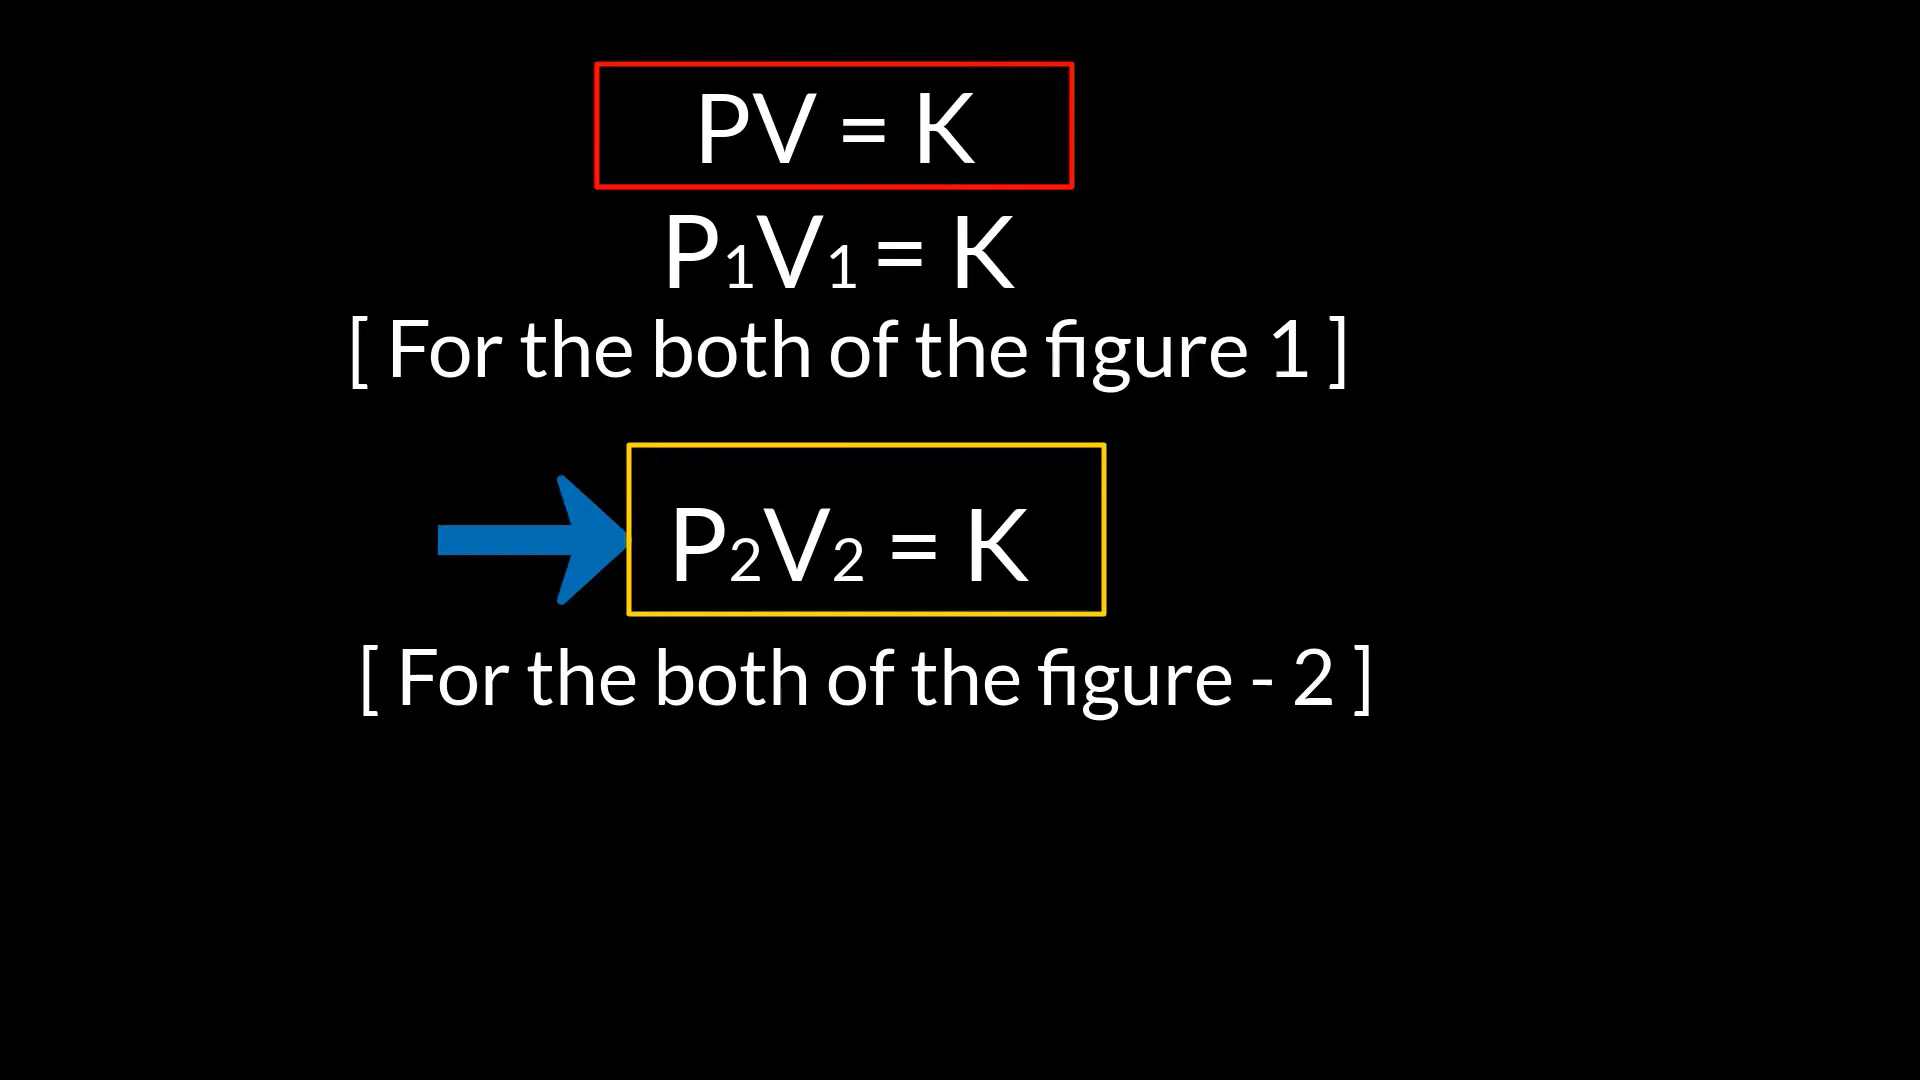 PV = K
P₁V₁ = K
[ For the both of the figure 1 ]
P₂V₂ = K
[ For the both of the figure - 2 ]